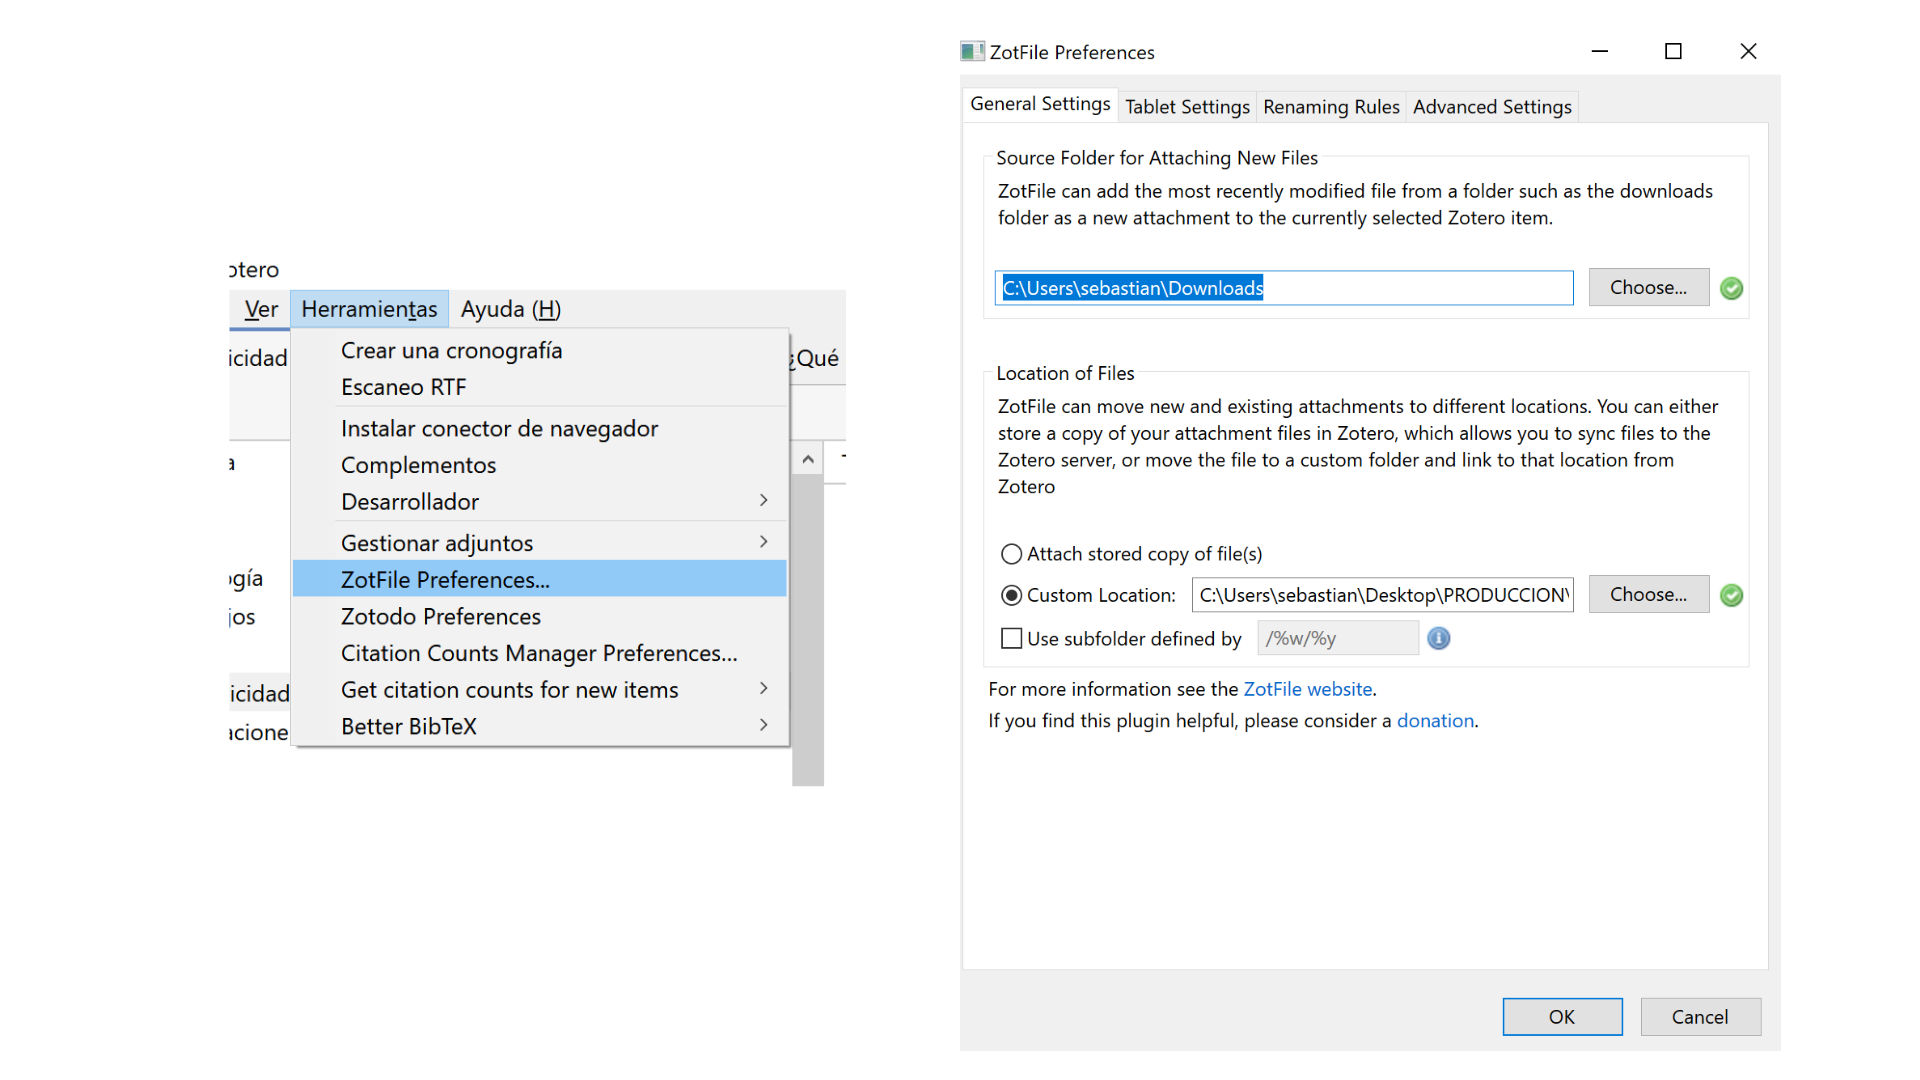 otero
Ver Herramientas Ayuda (H)
icidad ¿Qué
Crear una cronografía
Escaneo RTF
Instalar conector de navegador
a Complementos
Desarrollador
Gestionar adjuntos
gía ZotFile Preferences...
jos Zotodo Preferences
Citation Counts Manager Preferences...
icidad Get citation counts for new items
acione Better BibTeX
ZotFile Preferences
General Settings Tablet Settings Renaming Rules Advanced Settings
Source Folder for Attaching New Files
ZotFile can add the most recently modified file from a folder such as the downloads
folder as a new attachment to the currently selected Zotero item.
C:\Users\sebastian\Downloads Choose...
Location of Files
ZotFile can move new and existing attachments to different locations. You can either
store a copy of your attachment files in Zotero, which allows you to sync files to the
Zotero server, or move the file to a custom folder and link to that location from
Zotero
Attach stored copy of file(s)
Custom Location: C:\Users\sebastian\Desktop\PRODUCCION\ Choose...
Use subfolder defined by /%w/%y
For more information see the ZotFile website.
If you find this plugin helpful, please consider a donation.
OK Cancel